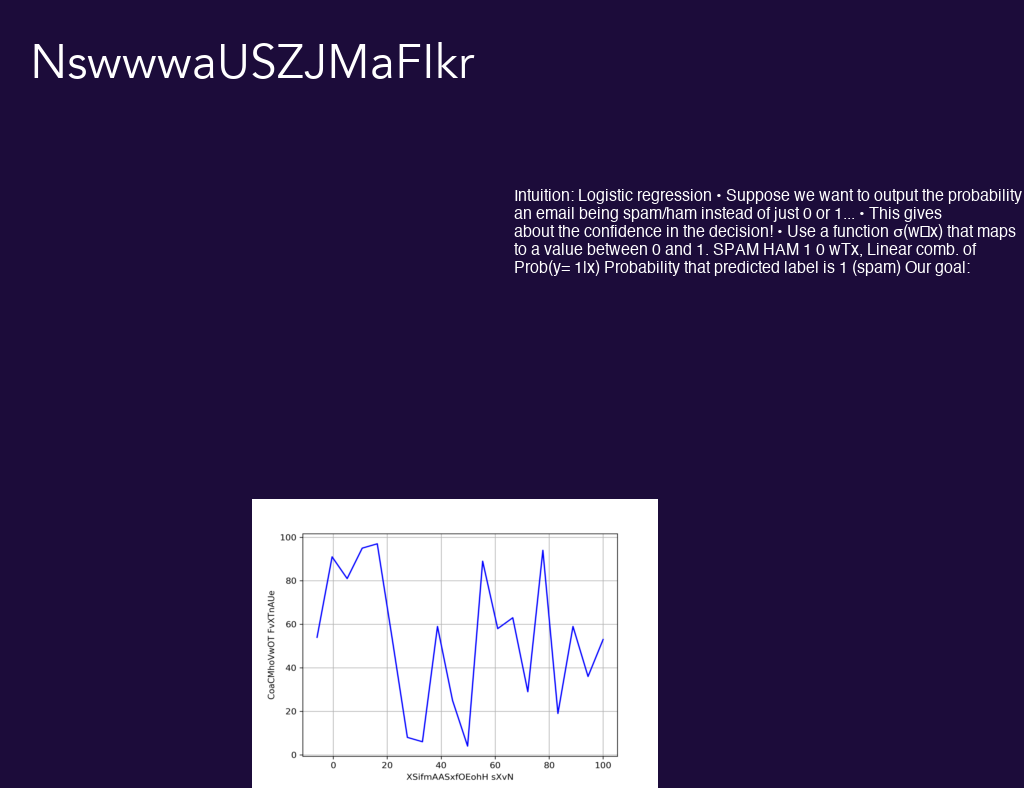 NswwwaUSZJMaFIkr
Intuition: Logistic regression • Suppose we want to output the probability
an email being spam/ham instead of just 0 or 1... • This gives
about the confidence in the decision! • Use a function σ(w□x) that maps
to a value between 0 and 1. SPAM HAM 1 0 wTx, Linear comb. of
Prob(y= 1|x) Probability that predicted label is 1 (spam) Our goal:
100
80
60
40
20
0
CoaCMhoVwOT FvXTnAUe
0 20 40 60 80 100
XSifmAASxfOEohH sXvN